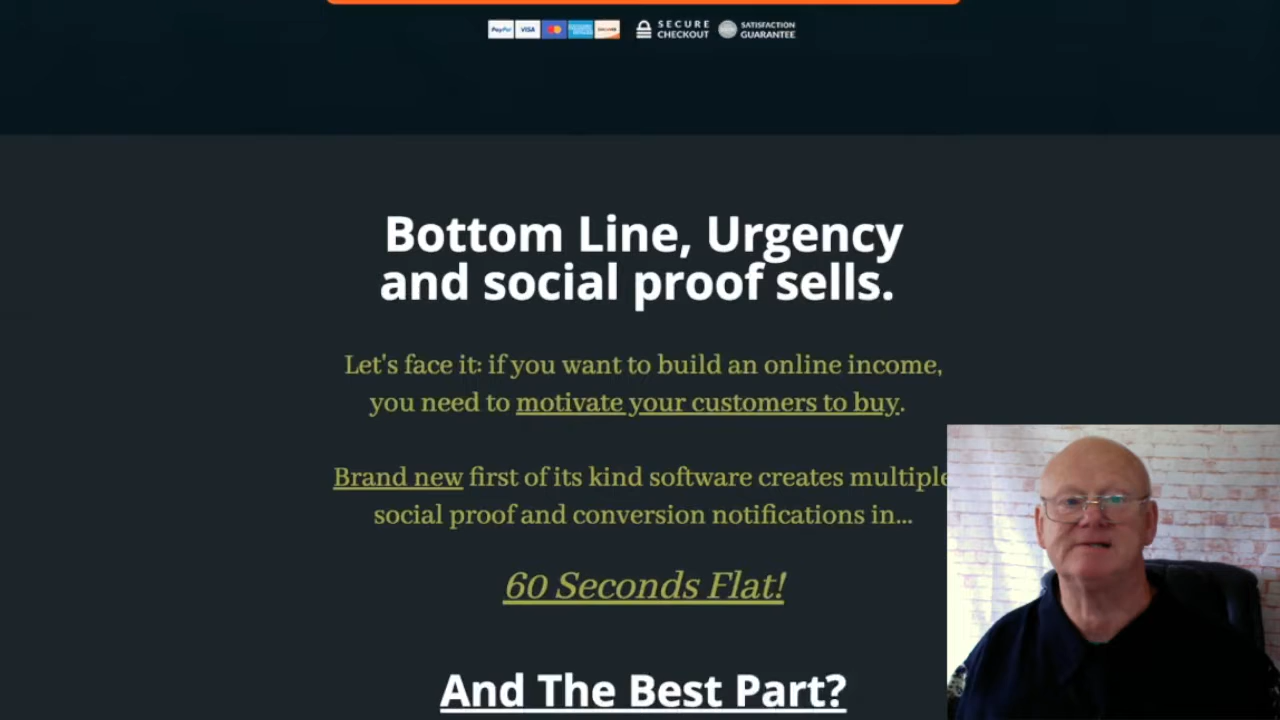 PayPal VISA SECURE CHECKOUT SATISFACTION GUARANTEE
Bottom Line, Urgency
and social proof sells.
Let's face it: if you want to build an online income,
you need to motivate your customers to buy.
Brand new first of its kind software creates multiple
social proof and conversion notifications in...
60 Seconds Flat!
And The Best Part?